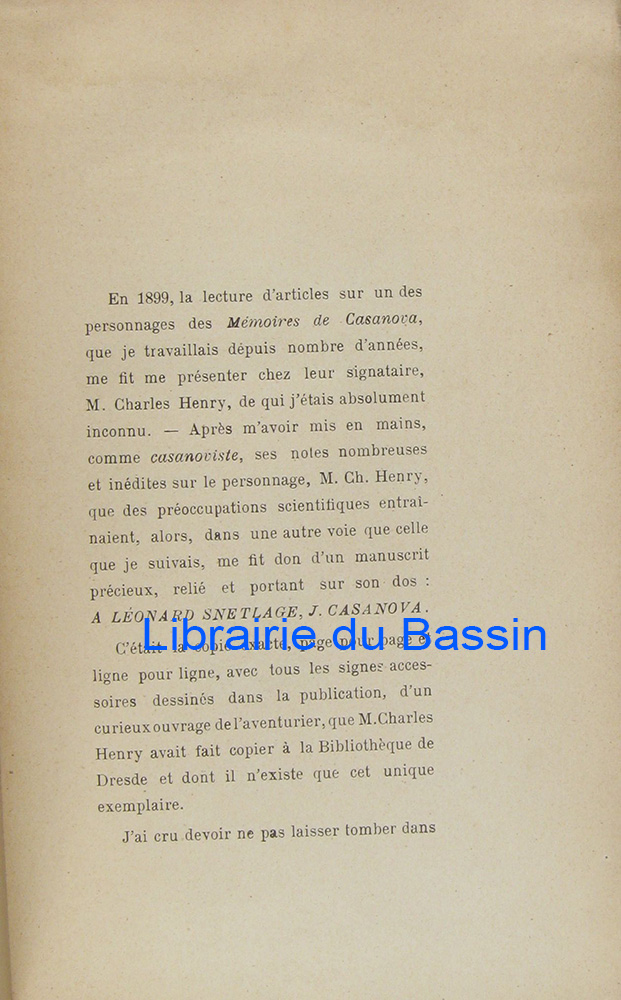 En 1899, la lecture d'articles sur un des
personnages des Mémoires de Casanova,
que je travaillais depuis nombre d'années,
me fit me présenter chez leur signataire,
M. Charles Henry, de qui j'étais absolument
inconnu. — Après m'avoir mis en mains,
comme casanoviste, ses notes nombreuses
et inédites sur le personnage, M. Ch. Henry,
que des préoccupations scientifiques entraî-
naient, alors, dans une autre voie que celle
que je suivais, me fit don d'un manuscrit
précieux, relié et portant sur son dos :
A LÉONARD SNETLAGE, J. CASANOVA.
C'était la copie exacte, page pour page et
Librairie du Bassin
ligne pour ligne, avec tous les signes acces-
soires dessinés dans la publication, d'un
curieux ouvrage de l'aventurier, que M. Charles
Henry avait fait copier à la Bibliothèque de
Dresde et dont il n'existe que cet unique
exemplaire.
J'ai cru devoir ne pas laisser tomber dans